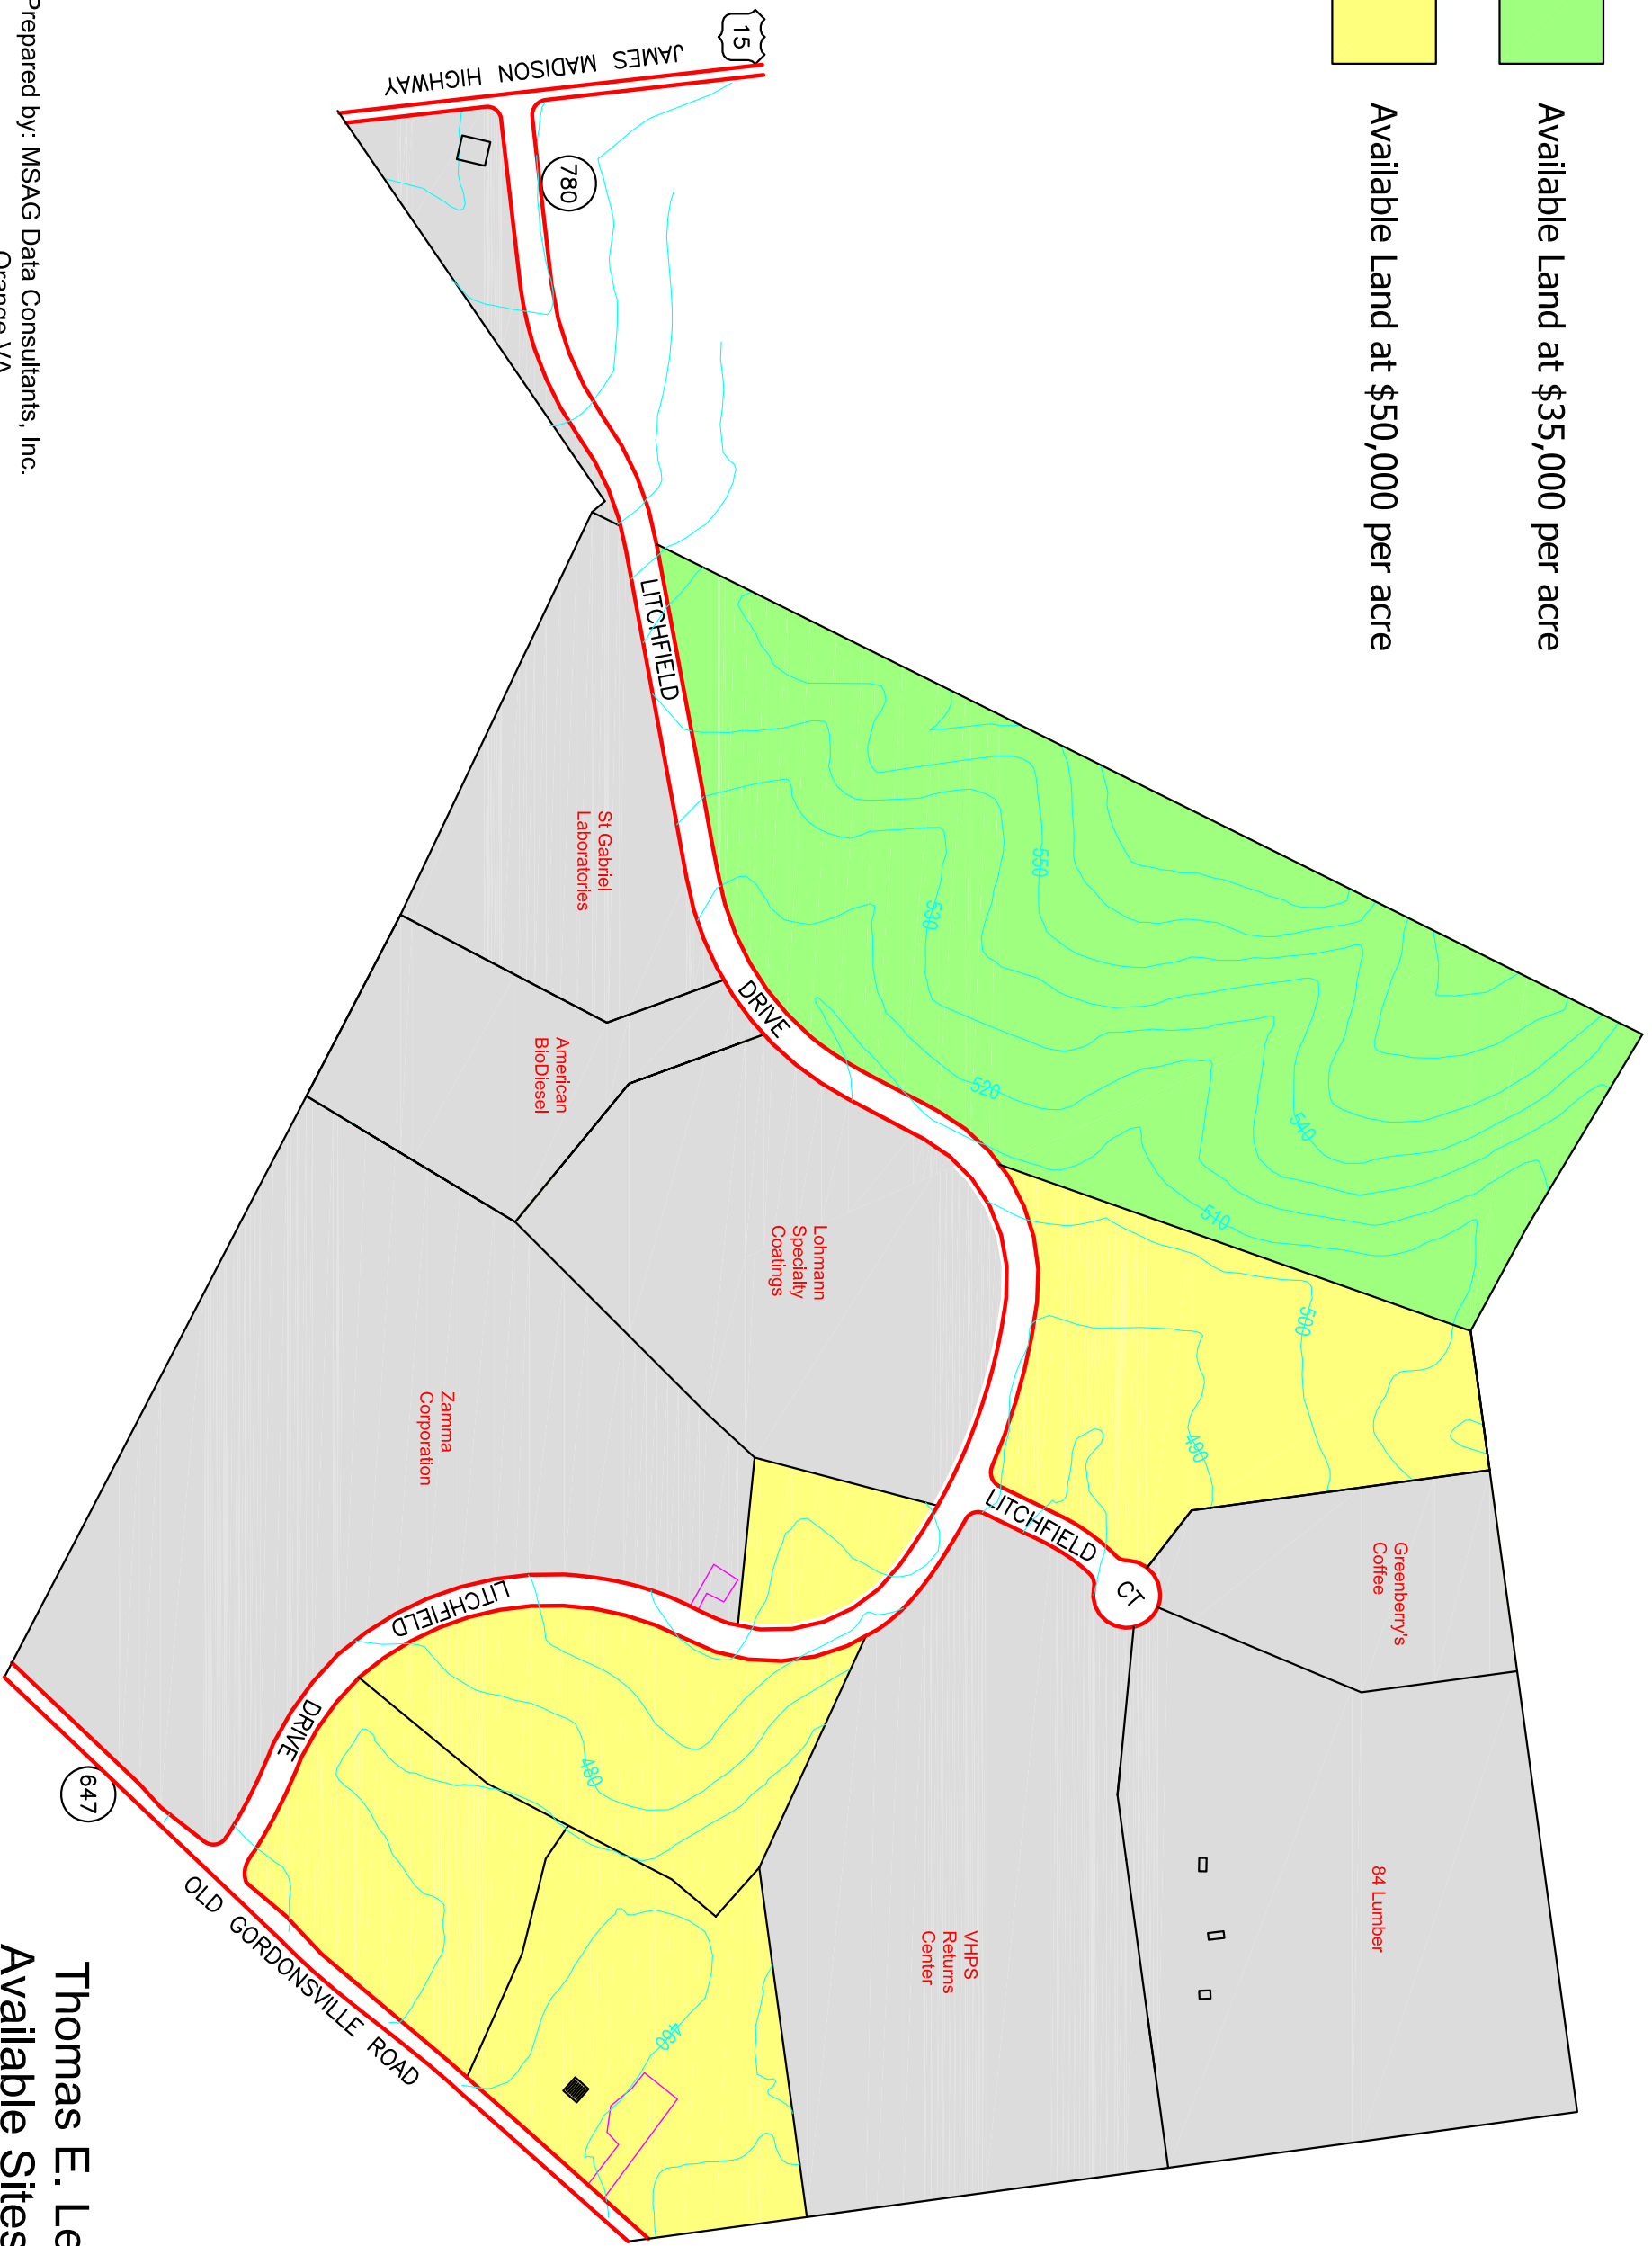 Available Land at $35,000 per acre
Available Land at $50,000 per acre
15
JAMES MADISON HIGHWAY
780
LITCHFIELD
DRIVE
St Gabriel
Laboratories
American
BioDiesel
Lohmann
Specialty
Coatings
Zamma
Corporation
550
530
520
540
510
500
490
LITCHFIELD
CT
Greenberry's
Coffee
84 Lumber
VHPS
Returns
Center
LITCHFIELD
DRIVE
480
460
647
OLD GORDONSVILLE ROAD
Prepared by: MSAG Data Consultants, Inc.
Orange VA
Thomas E. Le
Available Sites